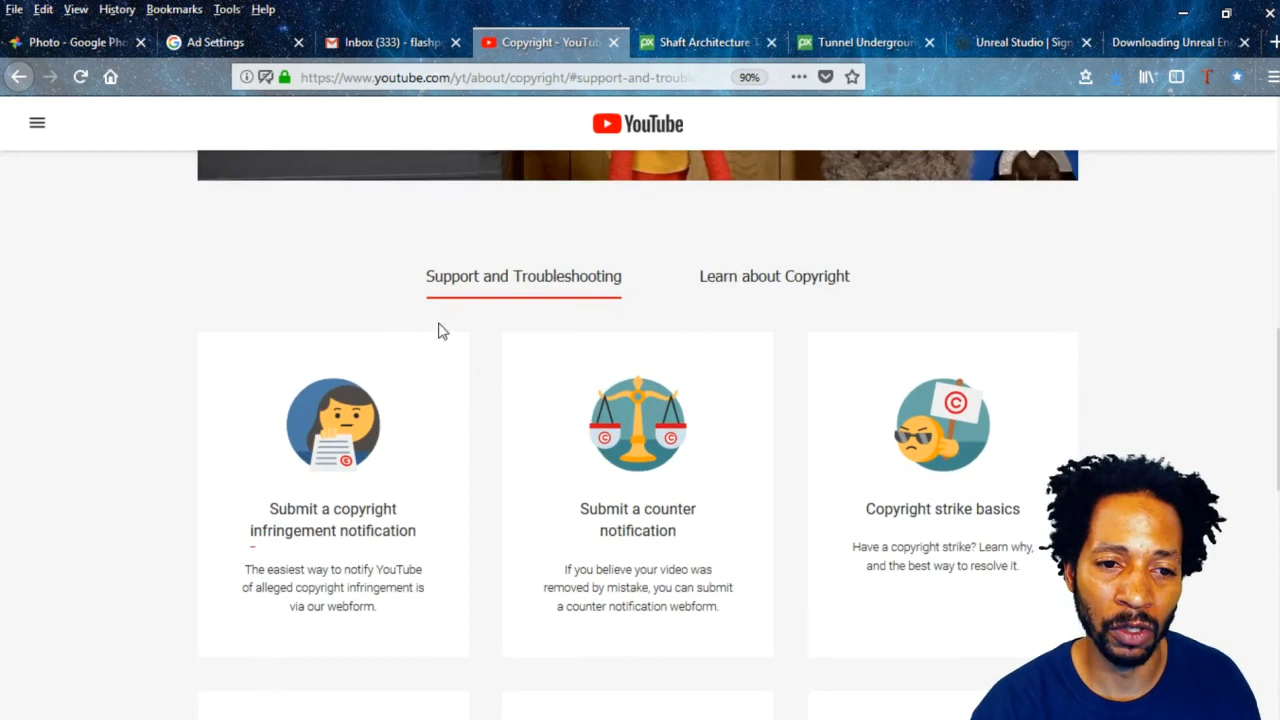 File Edit View History Bookmarks Tools Help
Photo - Google Pho
Ad Settings
Inbox (333) - flashp
Copyright - YouTub
Shaft Architecture T
Tunnel Undergroun
Unreal Studio | Sign
Downloading Unreal En
https://www.youtube.com/yt/about/copyright/#support-and-troubl
90%
YouTube
Support and Troubleshooting
Learn about Copyright
Submit a copyright
infringement notification
The easiest way to notify YouTube
of alleged copyright infringement is
via our webform.
Submit a counter
notification
If you believe your video was
removed by mistake, you can submit
a counter notification webform.
Copyright strike basics
Have a copyright strike? Learn why,
and the best way to resolve it.